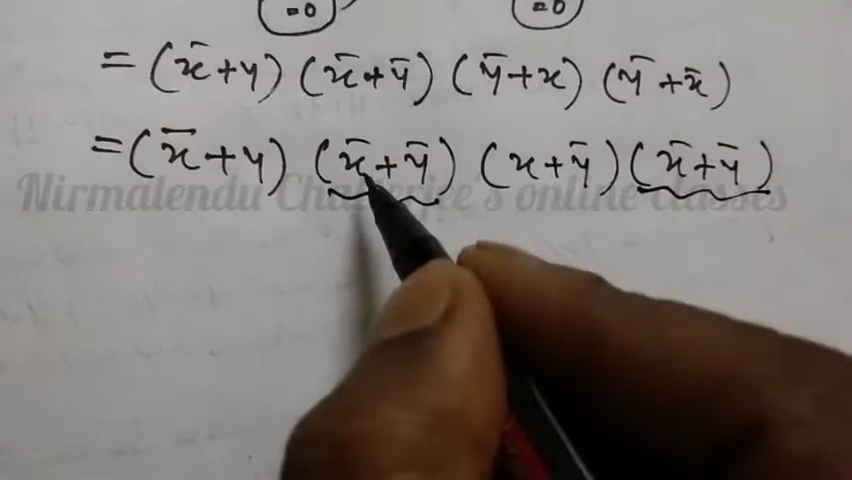 =0 =0
= (x̄+y) (x̄+ȳ) (ȳ+x) (ȳ+x̄)
= (x̄+y) (x̄+ȳ) (x+ȳ) (x̄+ȳ)
Nirmalendu Chatterjee's online classes